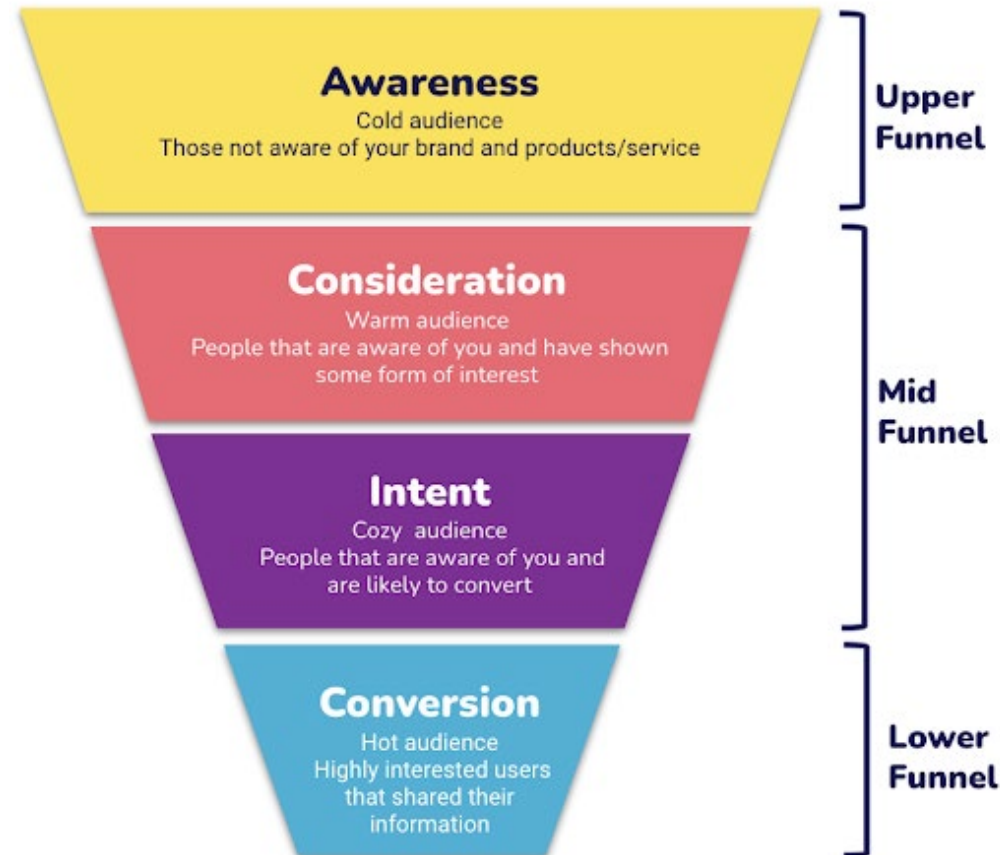 Awareness
Cold audience
Those not aware of your brand and products/service
Upper
Funnel
Consideration
Warm audience
People that are aware of you and have shown
some form of interest
Mid
Funnel
Intent
Cozy audience
People that are aware of you and
are likely to convert
Conversion
Hot audience
Highly interested users
that shared their
information
Lower
Funnel